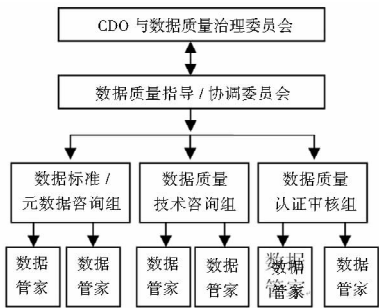 CDO 与数据质量治理委员会
数据质量指导 / 协调委员会
数据标准 /
元数据咨询组
数据质量
技术咨询组
数据质量
认证审核组
数据
管家
数据
管家
数据
管家
数据
管家
数据
管家
数据
管家